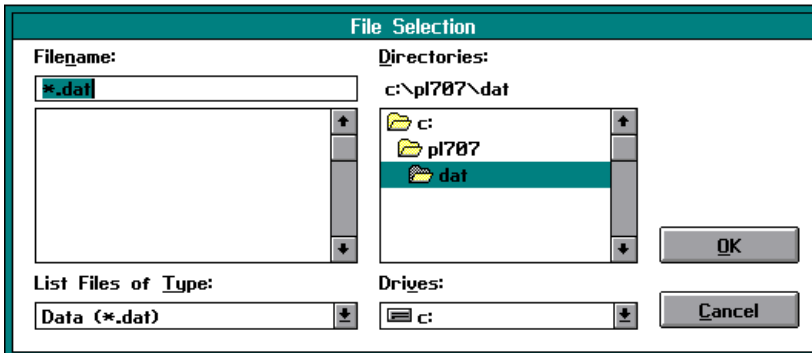 File Selection
Filename:
*.dat
Directories:
c:\pl707\dat
c:
pl707
dat
OK
List Files of Type:
Data (*.dat)
Drives:
c:
Cancel